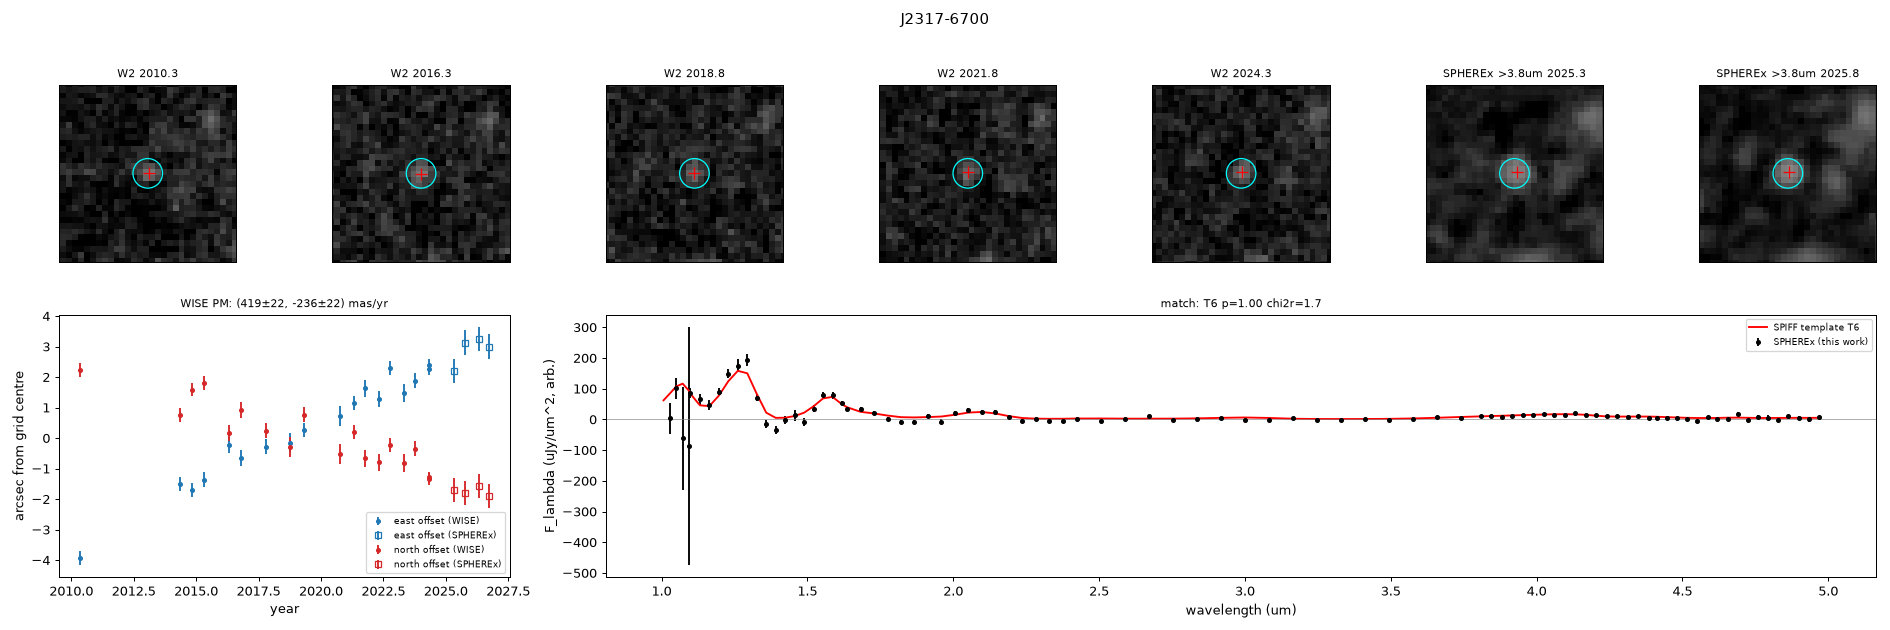 J2317-6700
W2 2010.3
W2 2016.3
W2 2018.8
W2 2021.8
W2 2024.3
SPHEREx >3.8um 2025.3
SPHEREx >3.8um 2025.8
WISE PM: (419±22, -236±22) mas/yr
arcsec from grid centre
4
3
2
1
0
−1
−2
−3
−4
east offset (WISE)
east offset (SPHEREx)
north offset (WISE)
north offset (SPHEREx)
2010.0 2012.5 2015.0 2017.5 2020.0 2022.5 2025.0 2027.5
year
match: T6 p=1.00 chi2r=1.7
F_lambda (uJy/um^2, arb.)
300
200
100
0
−100
−200
−300
−400
−500
SPIFF template T6
SPHEREx (this work)
1.0 1.5 2.0 2.5 3.0 3.5 4.0 4.5 5.0
wavelength (um)